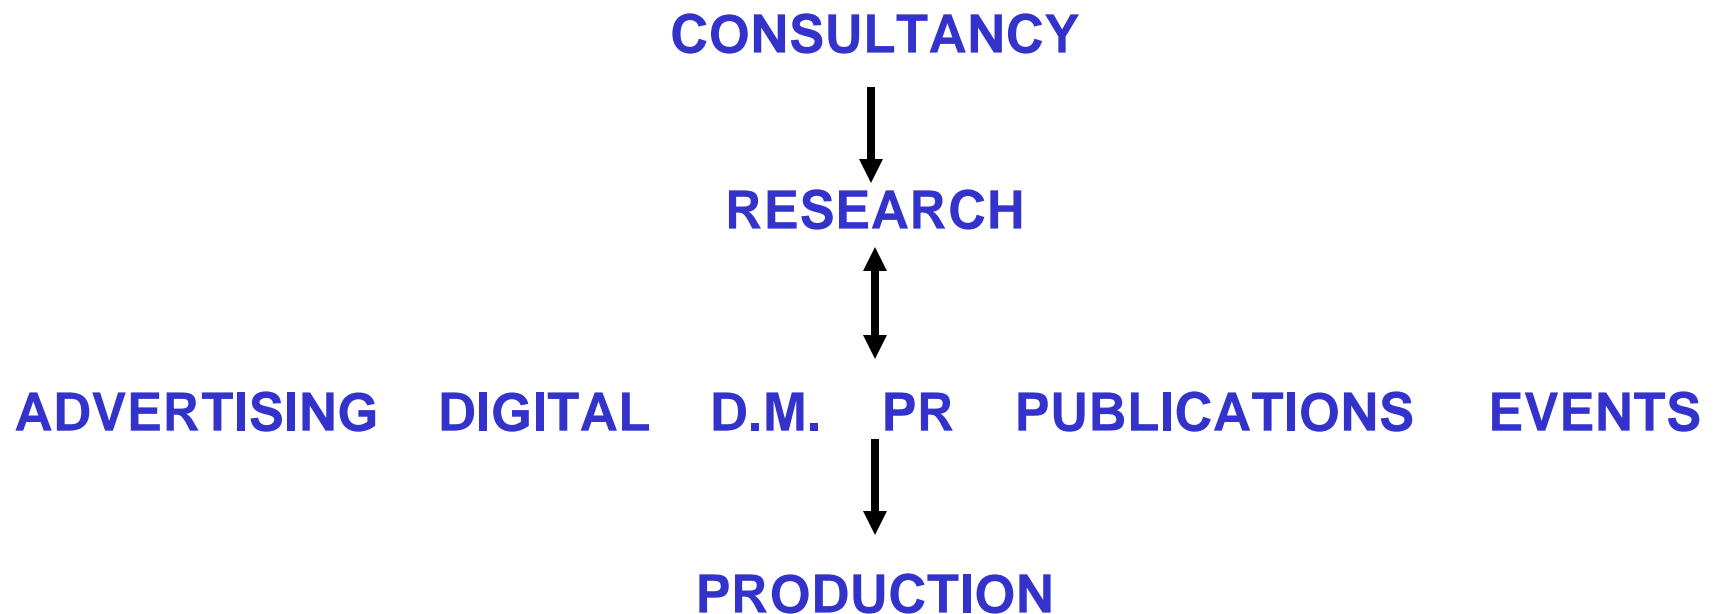 CONSULTANCY
RESEARCH
ADVERTISING DIGITAL D.M. PR PUBLICATIONS EVENTS
PRODUCTION